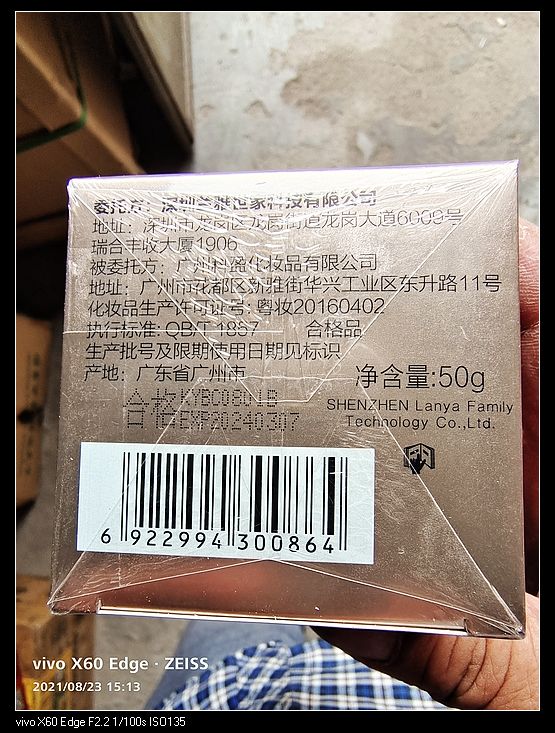 委托方: 深圳兰雅世家科技有限公司
地址: 深圳市龙岗区龙岗街道龙岗大道6009号
瑞合丰收大厦1906
被委托方: 广州科盈化妆品有限公司
地址: 广州市花都区新雅街华兴工业区东升路11号
化妆品生产许可证号: 粤妆20160402
执行标准: QB/T 1857 合格品
生产批号及限期使用日期见标识
产地: 广东省广州市
净含量:50g
合格 KYBC0801B
EXP20240307
SHENZHEN Lanya Family
Technology Co.,Ltd.
6 922994 300864
vivo X60 Edge · ZEISS
2021/08/23 15:13
vivo X60 Edge F2.2 1/100s ISO135